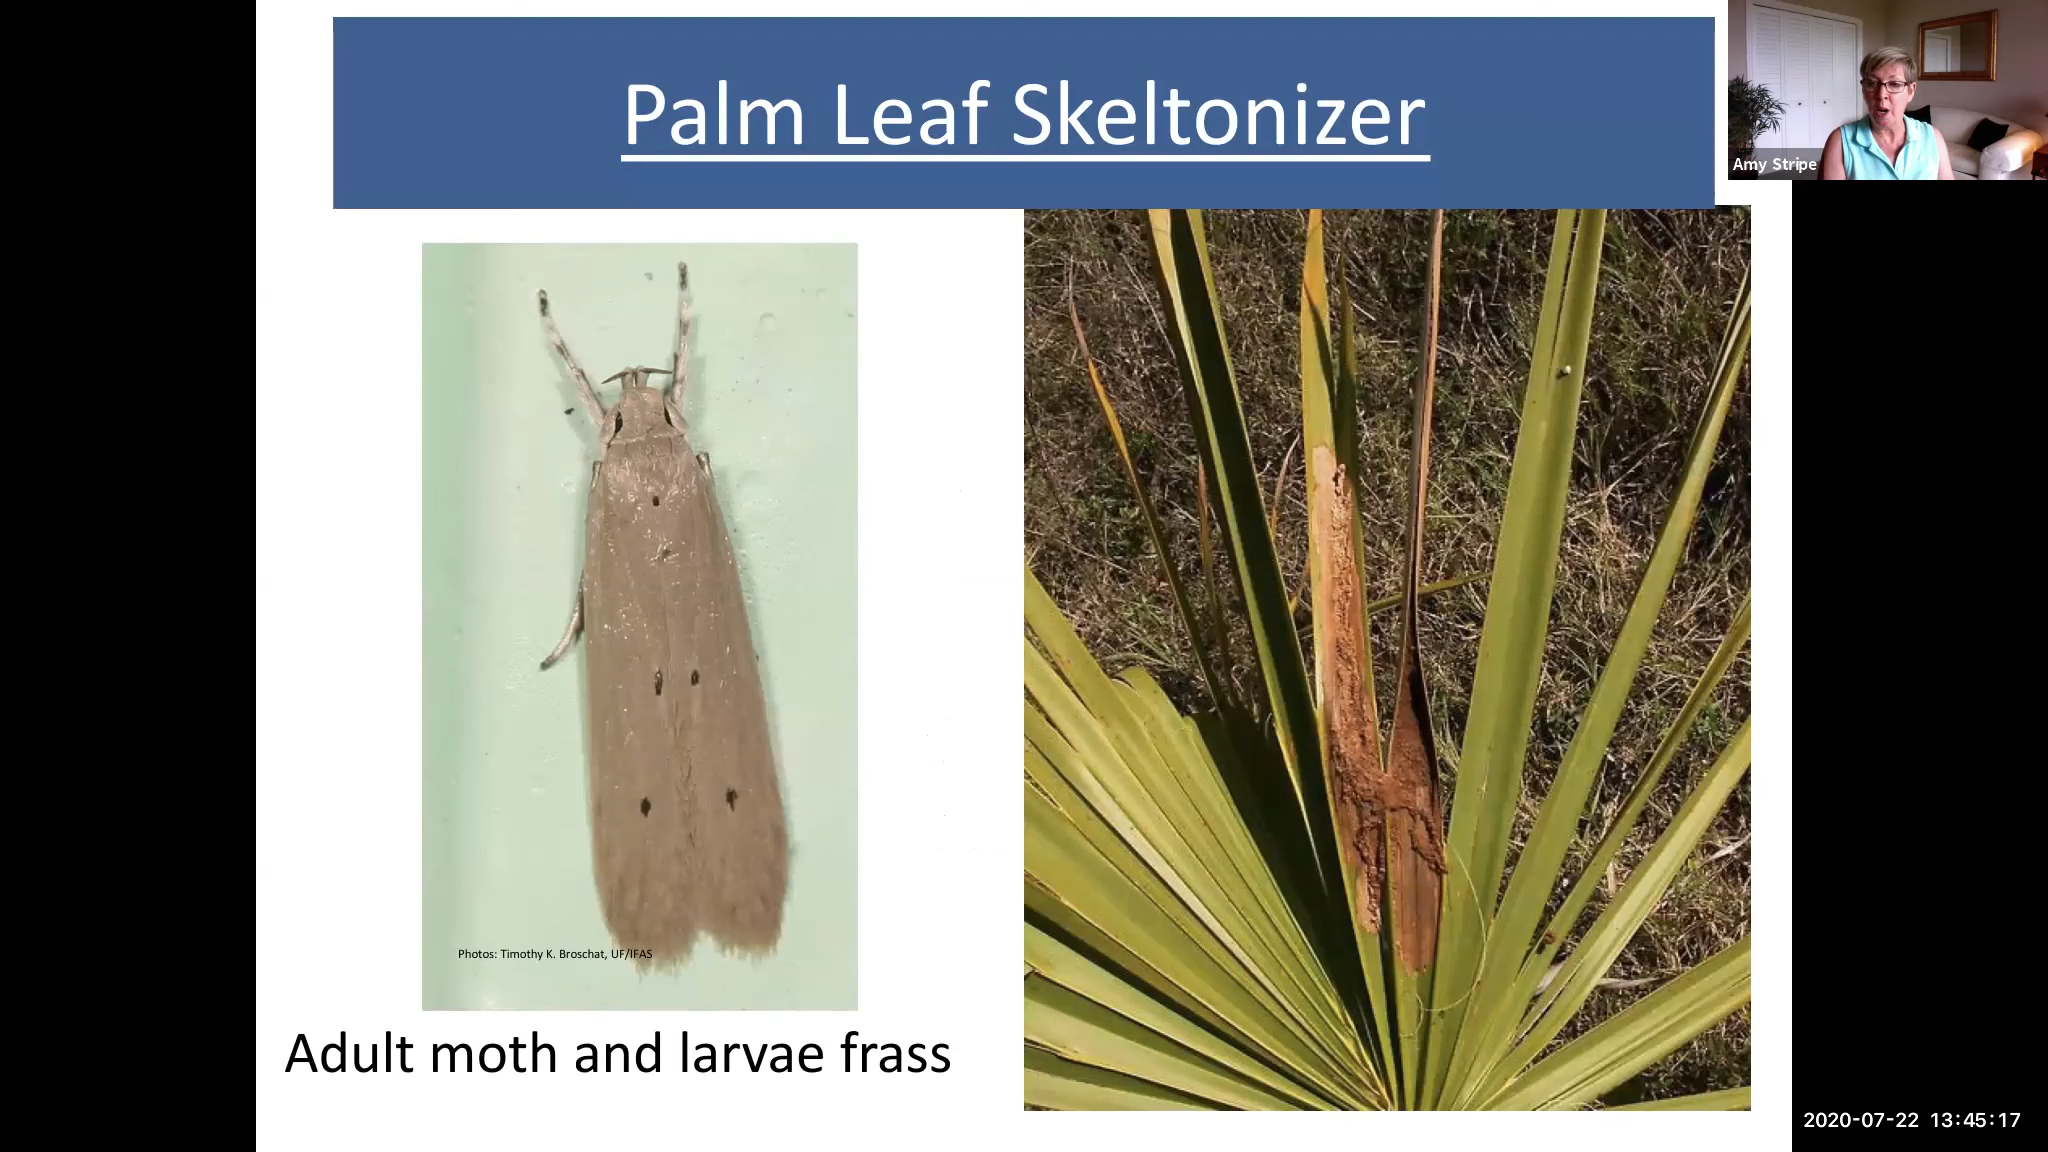 Palm Leaf Skeltonizer
Amy Stripe
Photos: Timothy K. Broschat, UF/IFAS
Adult moth and larvae frass
2020-07-22 13:45:17